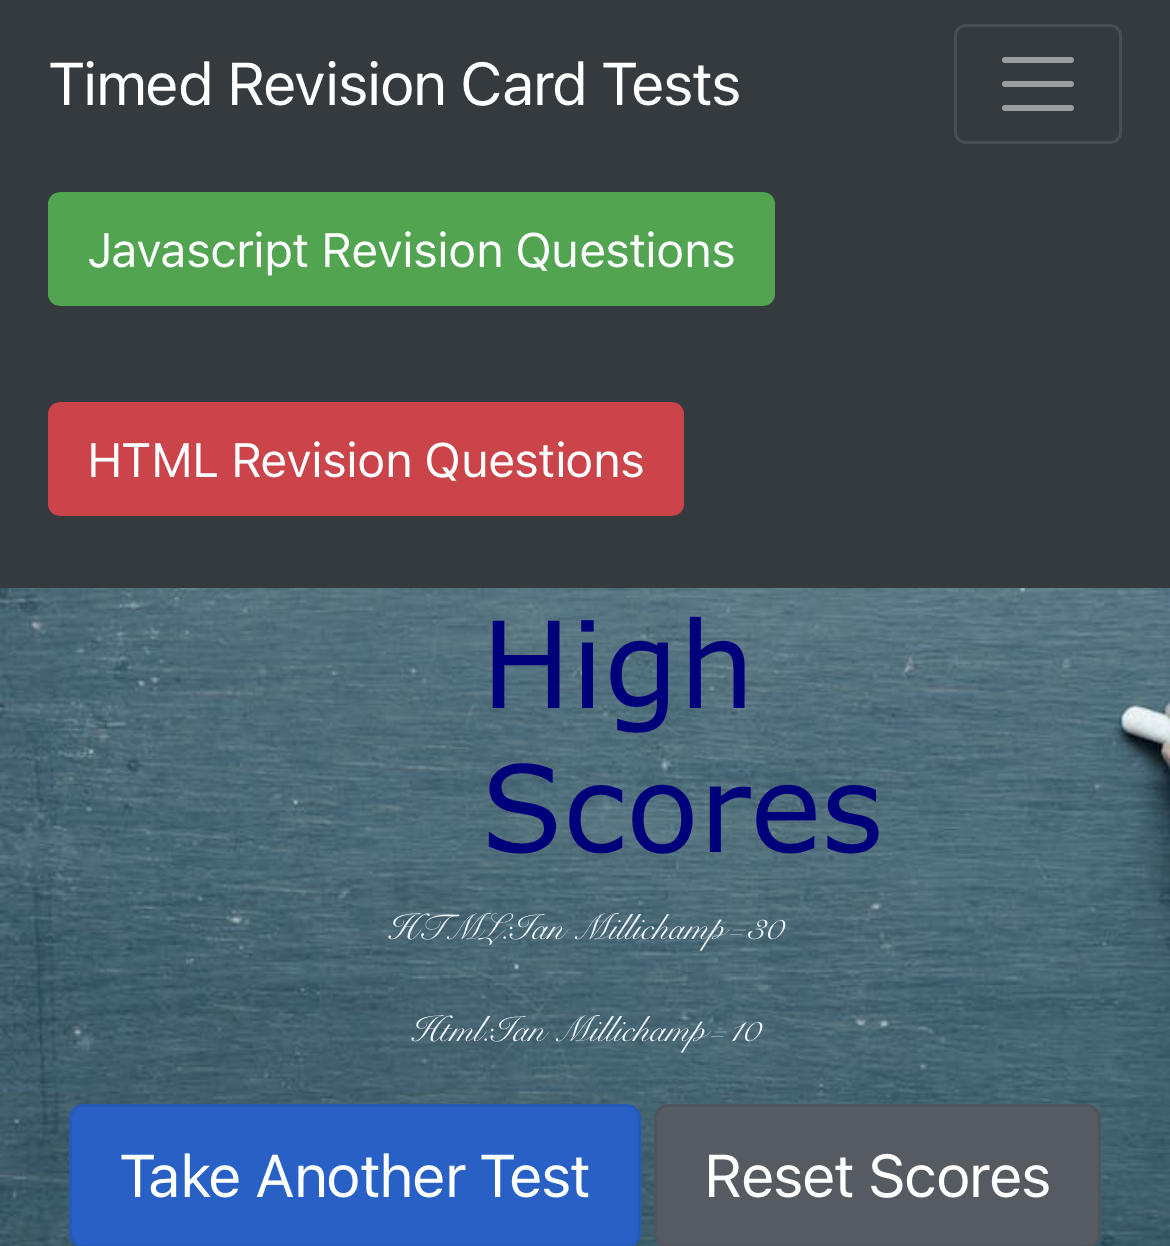 Timed Revision Card Tests
Javascript Revision Questions
HTML Revision Questions
High
Scores
HTML:Ian Millichamp-30
Html:Ian Millichamp-10
Take Another Test
Reset Scores